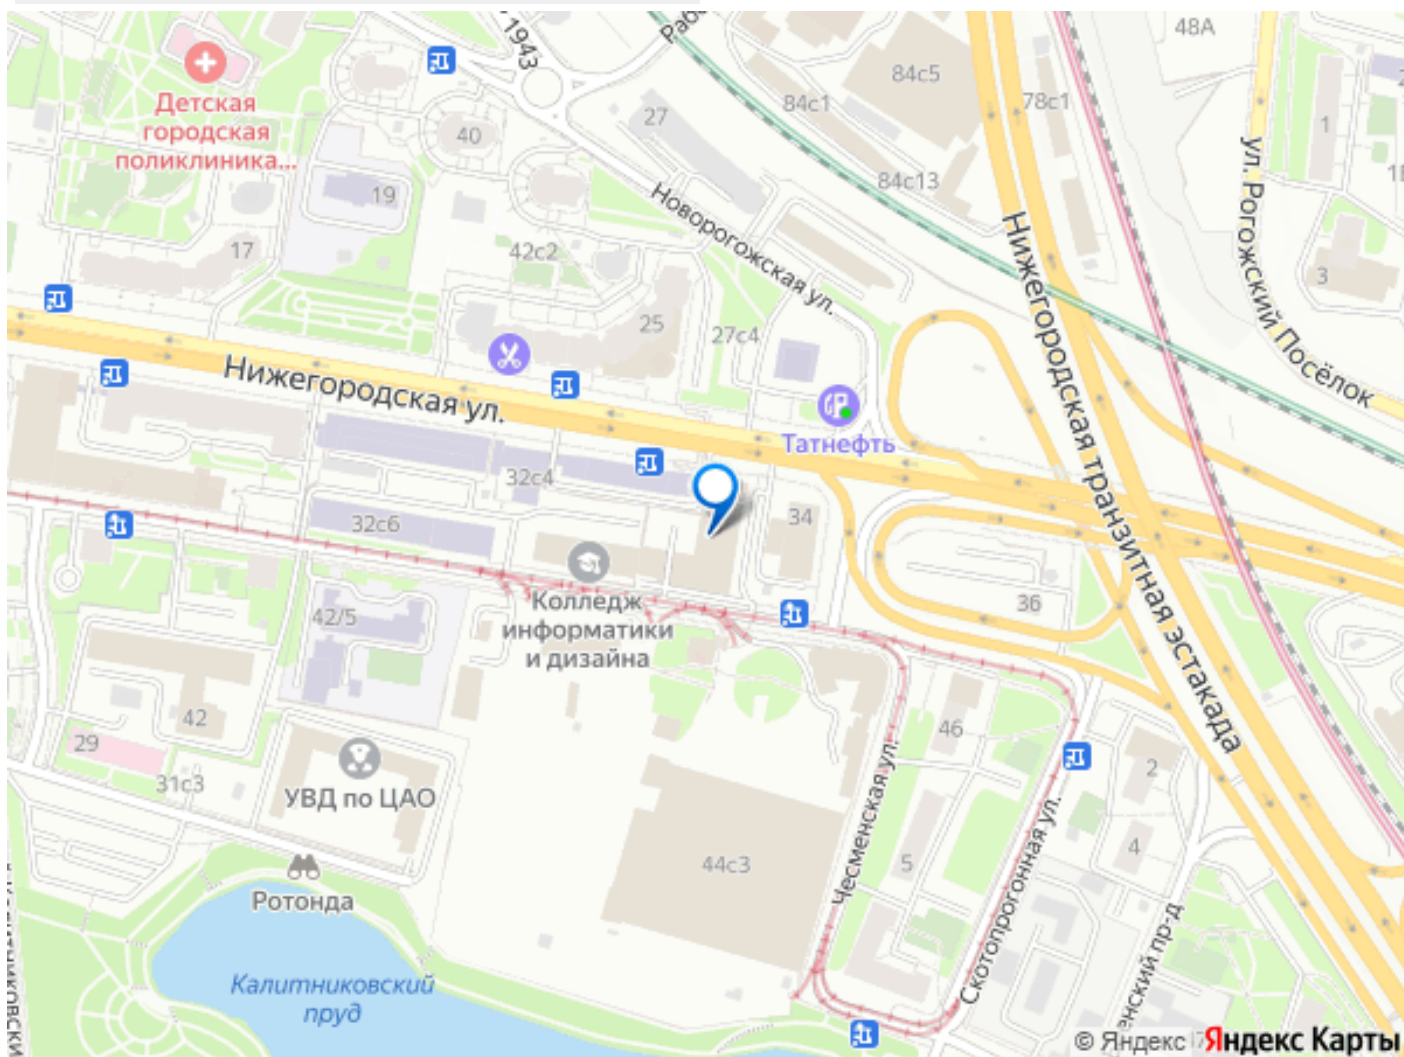 48А
Раб
1943
84с5
84с1
78с1
27
1
Детская
городская
поликлиника...
40
19
84с13
ул. Рогожский Посёлок
Новорогожская ул.
17
42с2
3
25
27с4
Нижегородская транзитная эстакада
Нижегородская ул.
Татнефть
32с4
32с6
34
36
Колледж
информатики
и дизайна
42/5
42
29
31с3
УВД по ЦАО
46
2
4
Чесменская ул.
Скотопрогонная ул.
44с3
5
Ротонда
Калитниковский
пруд
енский пр-д
© Яндекс Яндекс Карты